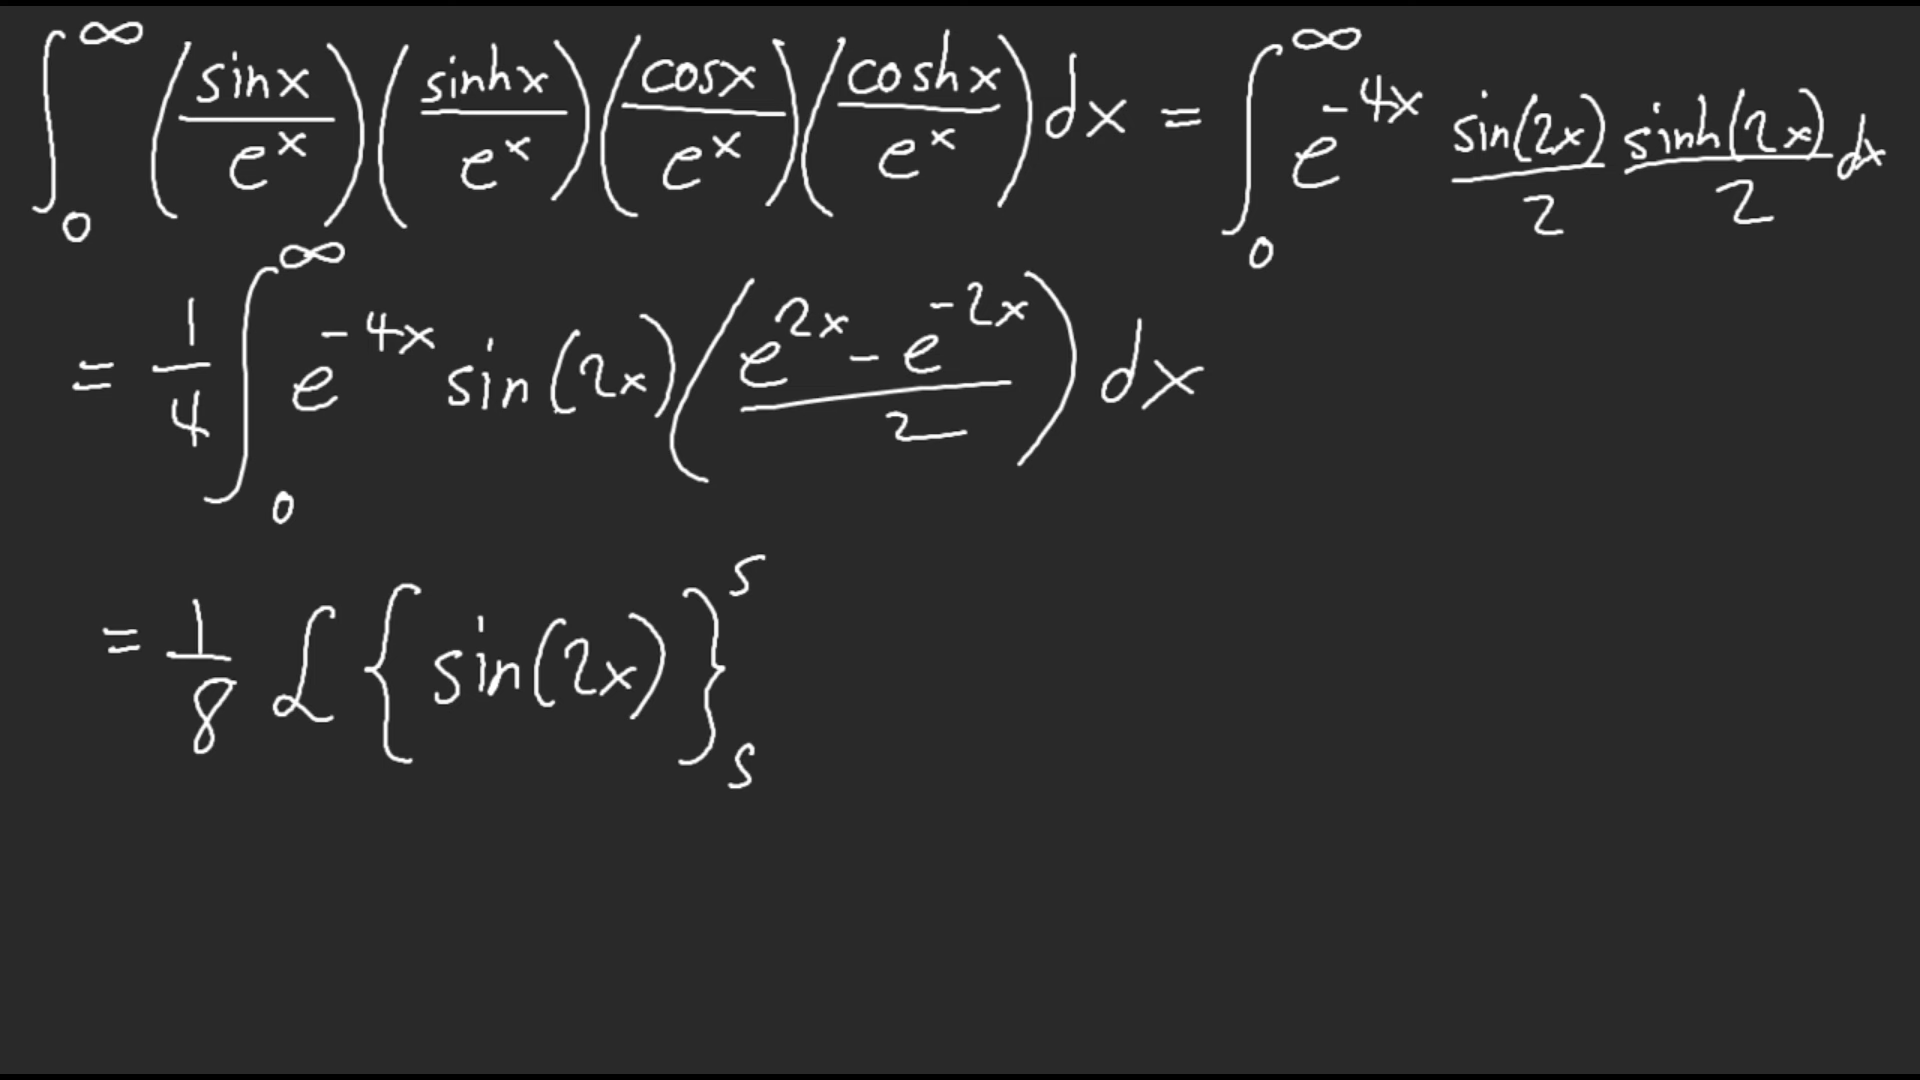 ∫₀^∞ (sinx/eˣ)(sinhx/eˣ)(cosx/eˣ)(coshx/eˣ)dx = ∫₀^∞ e^(-4x) sin(2x)/2 sinh(2x)/2 dx
= 1/4 ∫₀^∞ e^(-4x) sin(2x)((e^(2x) - e^(-2x))/2)dx
= 1/8 ℒ{sin(2x)}_s^s